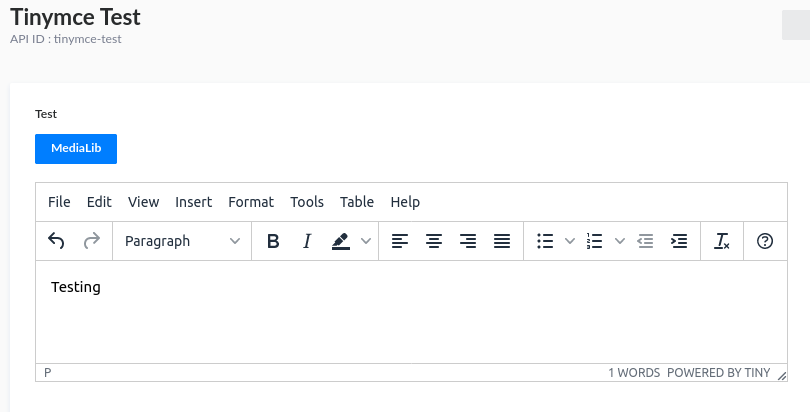 Tinymce Test
API ID : tinymce-test
Test
MediaLib
File Edit View Insert Format Tools Table Help
Paragraph B I
Testing
P 1 WORDS POWERED BY TINY